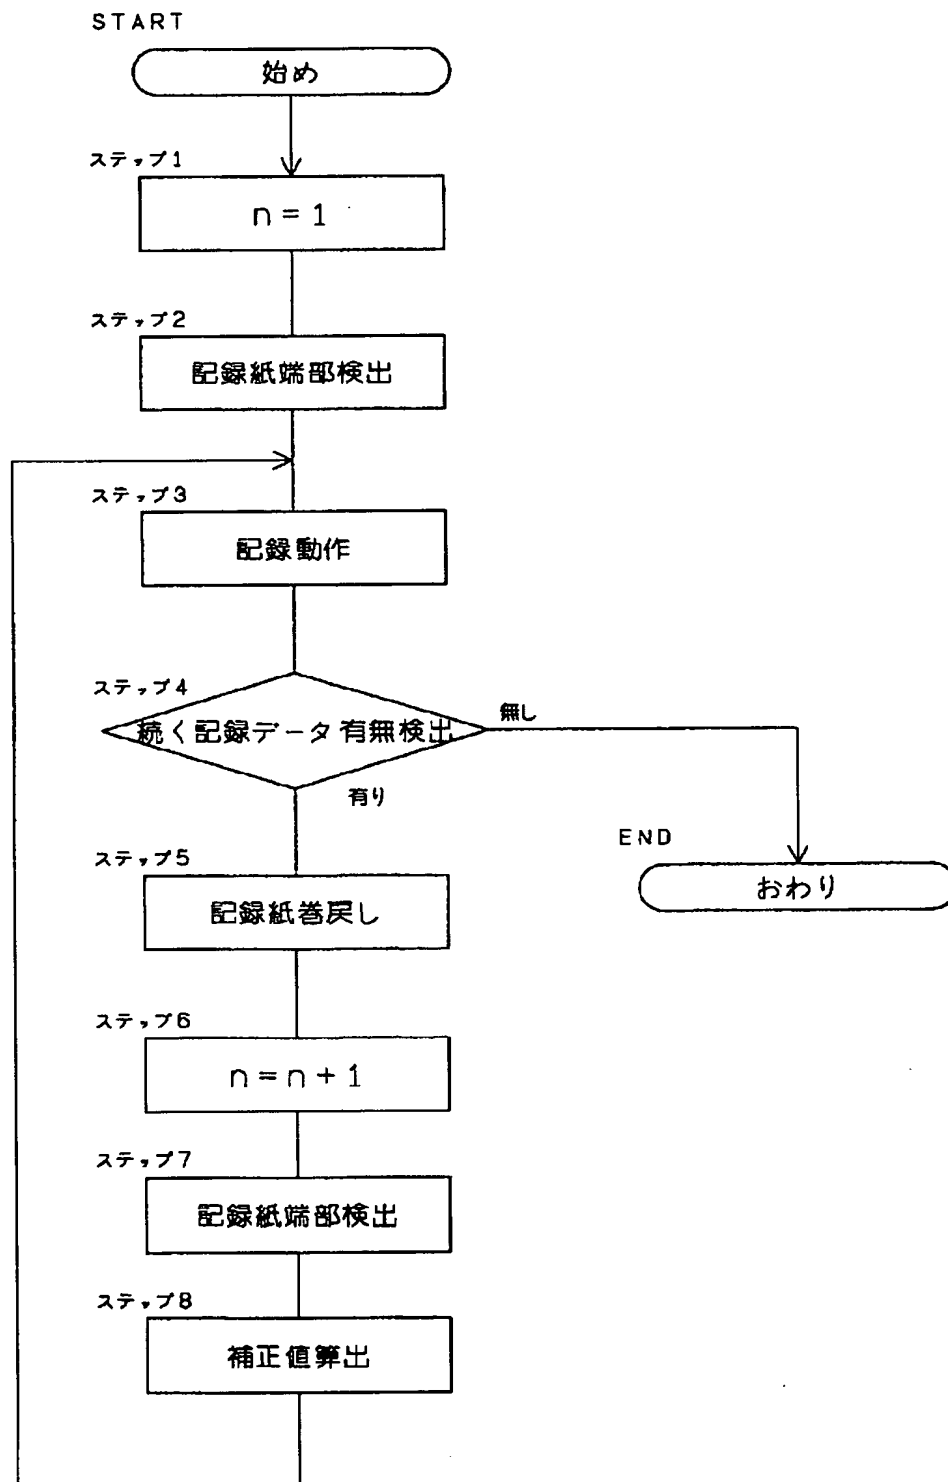 START
始め
ステップ1
n = 1
ステップ2
記録紙端部検出
ステップ3
記録動作
ステップ4
続く記録データ有無検出
無し
有り
END
おわり
ステップ5
記録紙巻戻し
ステップ6
n = n + 1
ステップ7
記録紙端部検出
ステップ8
補正値算出